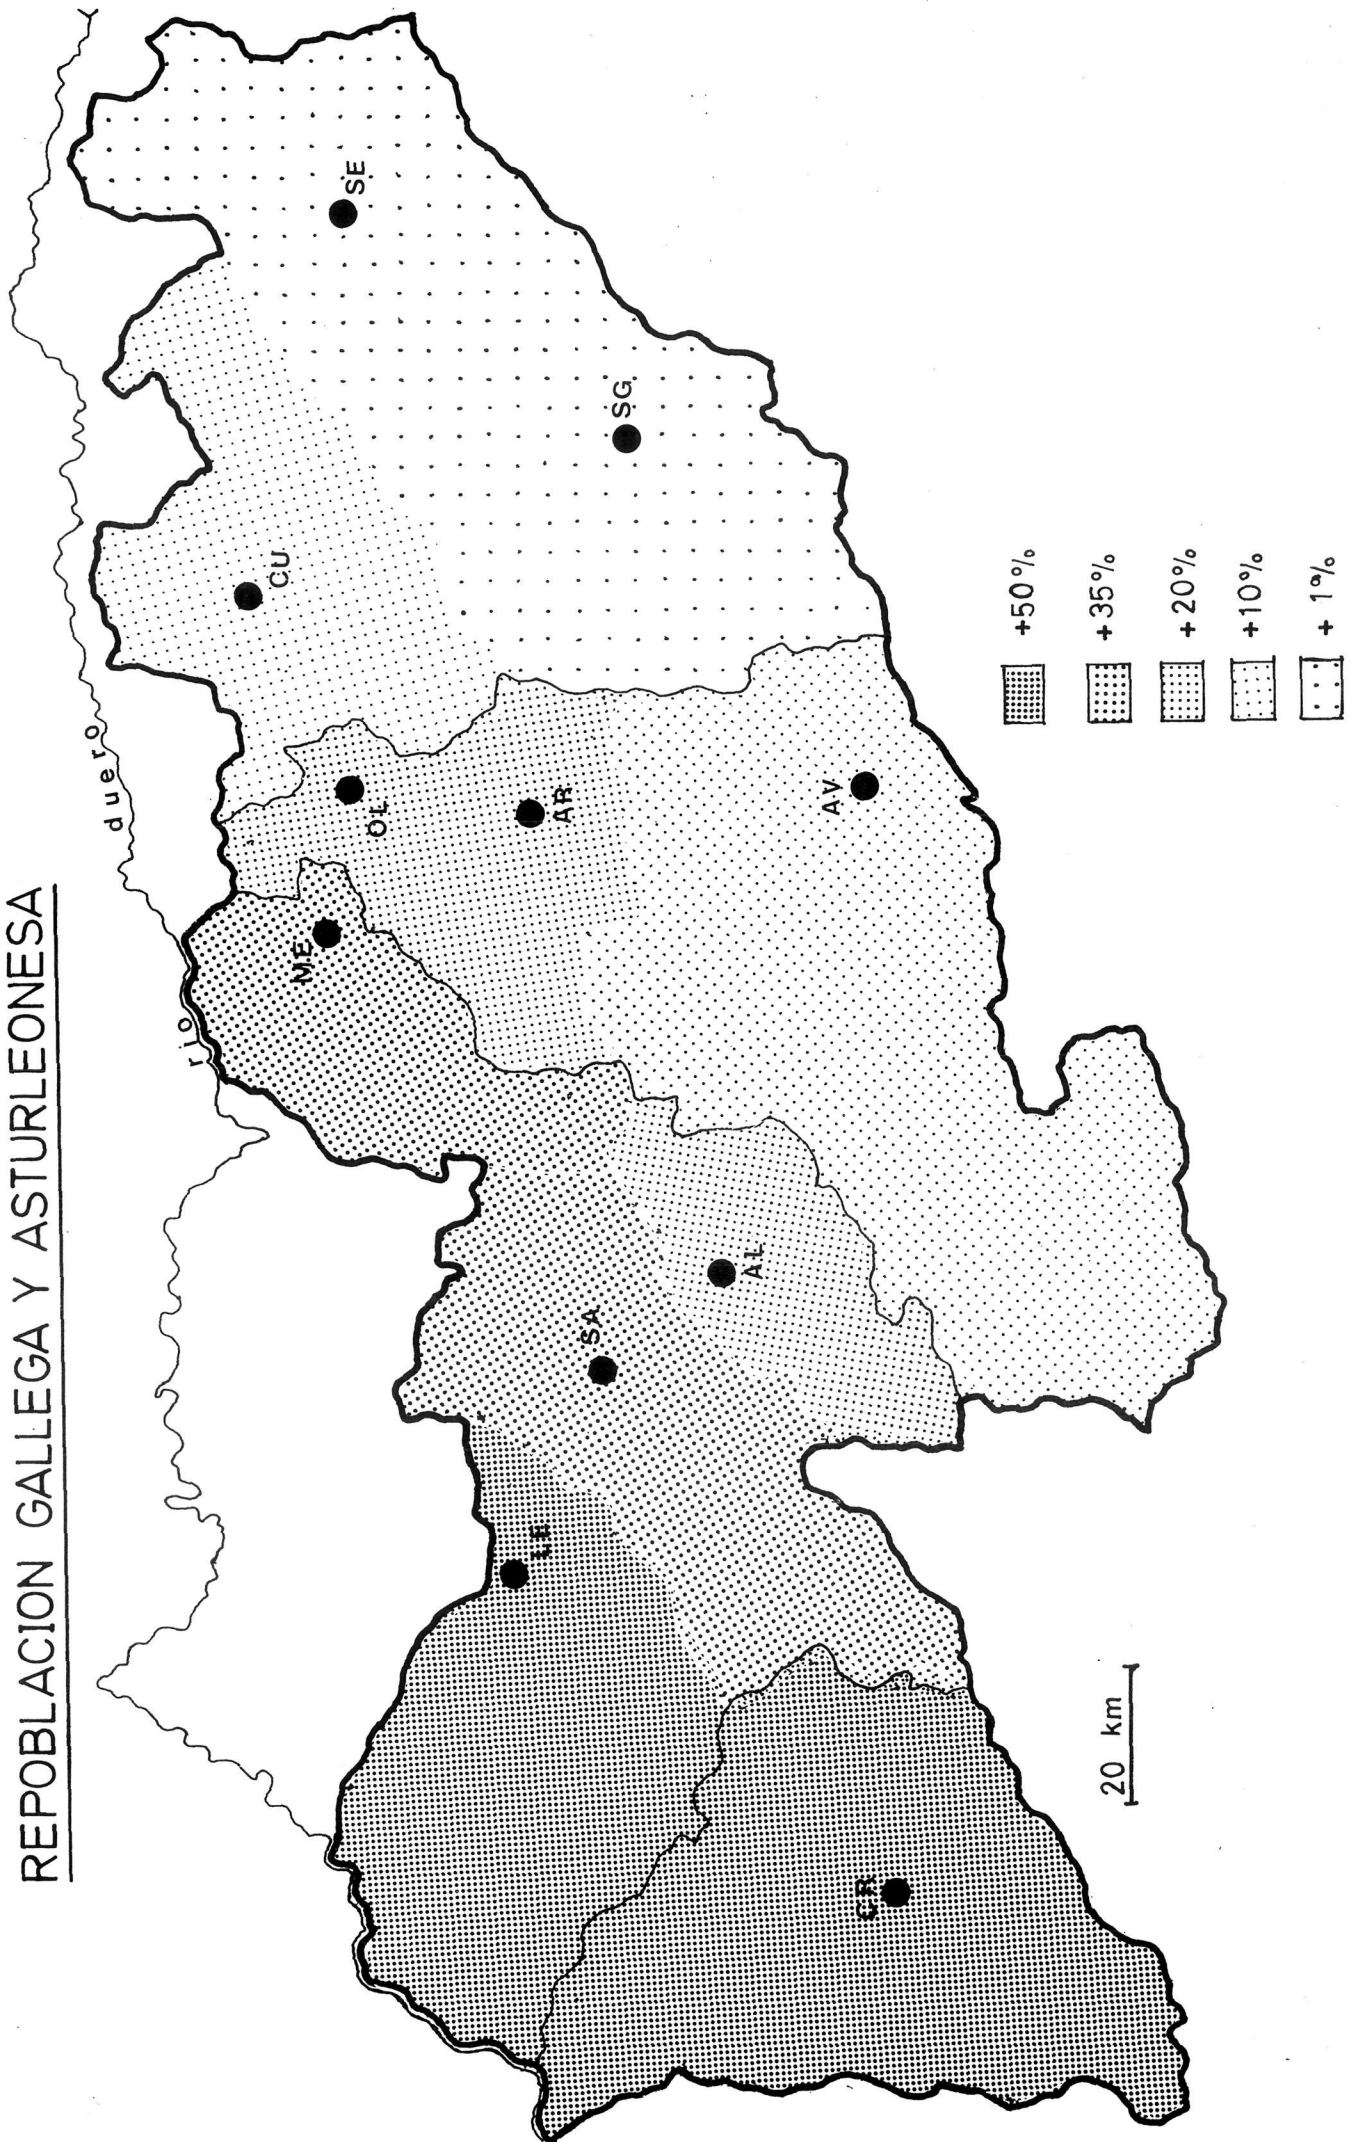 REPOBLACION GALLEGA Y ASTURLEONESA
rio duero
SE
CU
SG
OL
AR
ME
AV
AL
SA
LE
CR
20 km
+50%
+35%
+20%
+10%
+ 1%